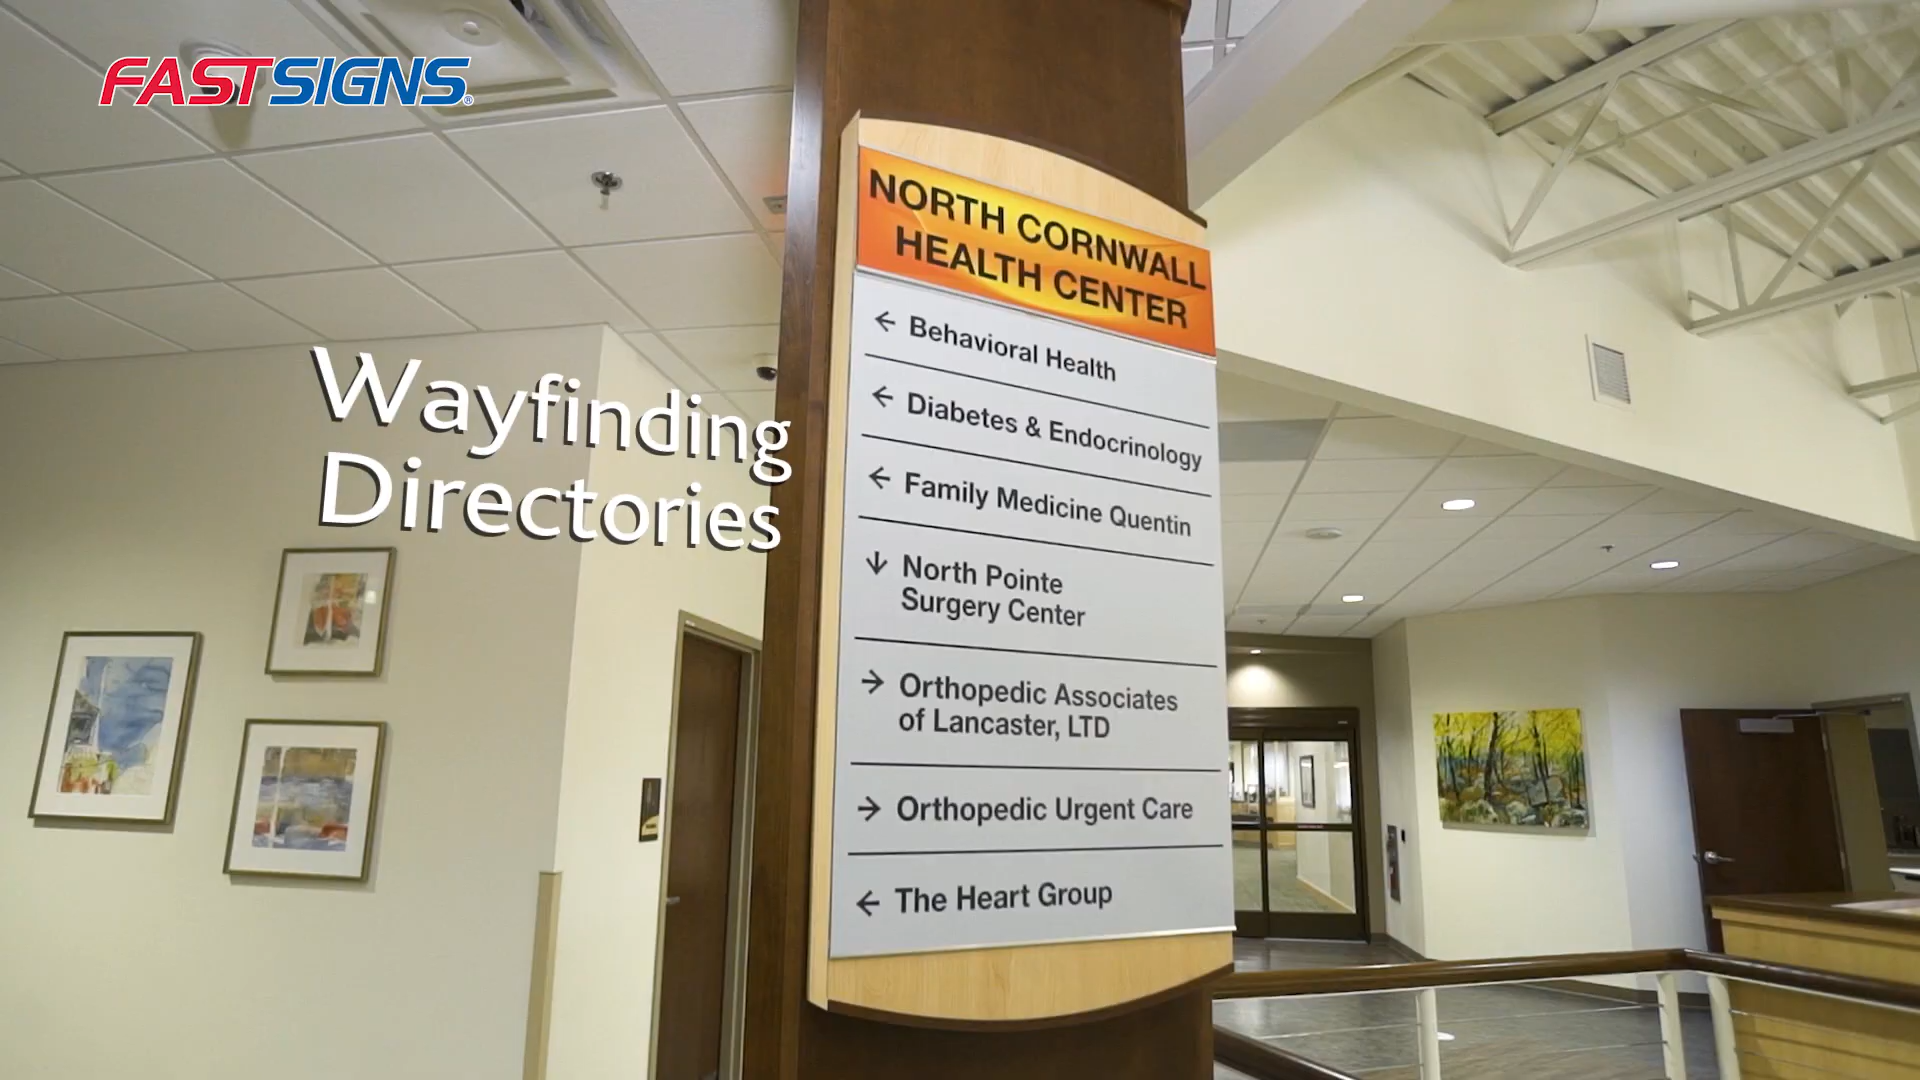 FASTSIGNS®
Wayfinding
Directories
NORTH CORNWALL
HEALTH CENTER
← Behavioral Health
← Diabetes & Endocrinology
← Family Medicine Quentin
↓ North Pointe
Surgery Center
→ Orthopedic Associates
of Lancaster, LTD
→ Orthopedic Urgent Care
← The Heart Group